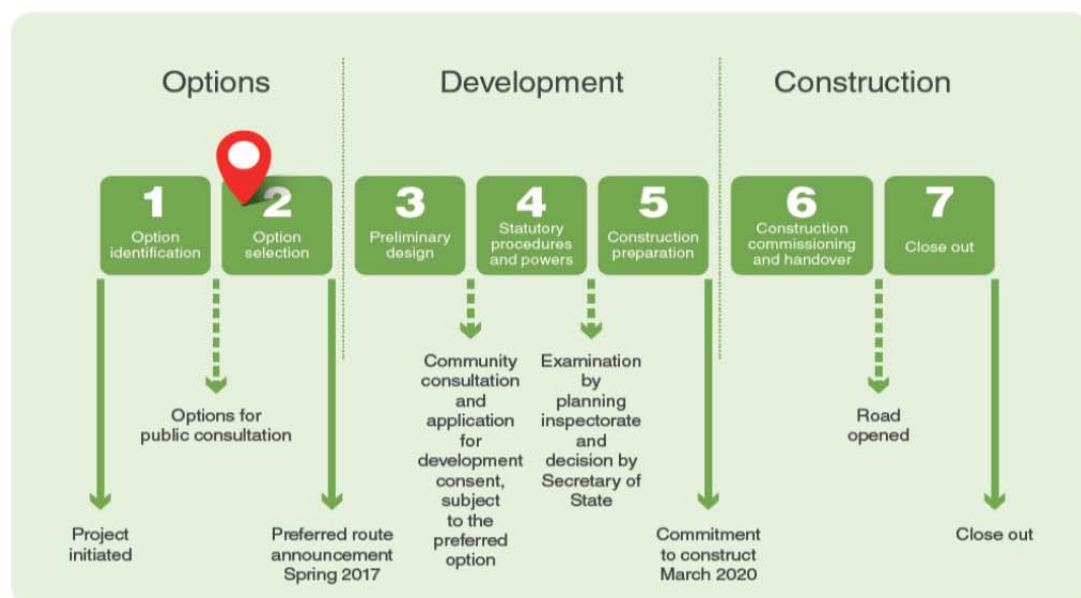 Options
Development
Construction
1
Option
identification
2
Option
selection
3
Preliminary
design
4
Statutory
procedures
and powers
5
Construction
preparation
6
Construction
commissioning
and handover
7
Close out
Project
initiated
Options for
public consultation
Preferred route
announcement
Spring 2017
Community
consultation
and
application
for
development
consent,
subject
to the
preferred
option
Examination
by
planning
inspectorate
and
decision by
Secretary of
State
Commitment
to construct
March 2020
Road
opened
Close out